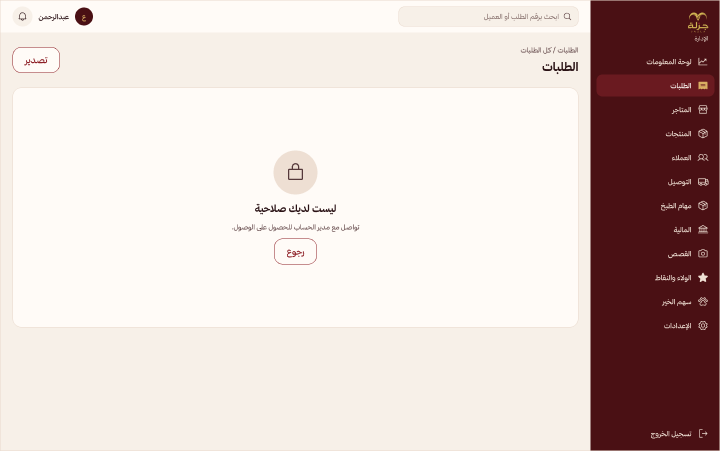 جزلة
الإدارة
لوحة المعلومات
الطلبات
المتاجر
المنتجات
العملاء
التوصيل
مهام الطبخ
المالية
القصص
الولاء والنقاط
سهم الخير
الإعدادات
تسجيل الخروج
ابحث برقم الطلب أو العميل
ع
عبدالرحمن
الطلبات / كل الطلبات
الطلبات
تصدير
ليست لديك صلاحية
تواصل مع مدير الحساب للحصول على الوصول.
رجوع